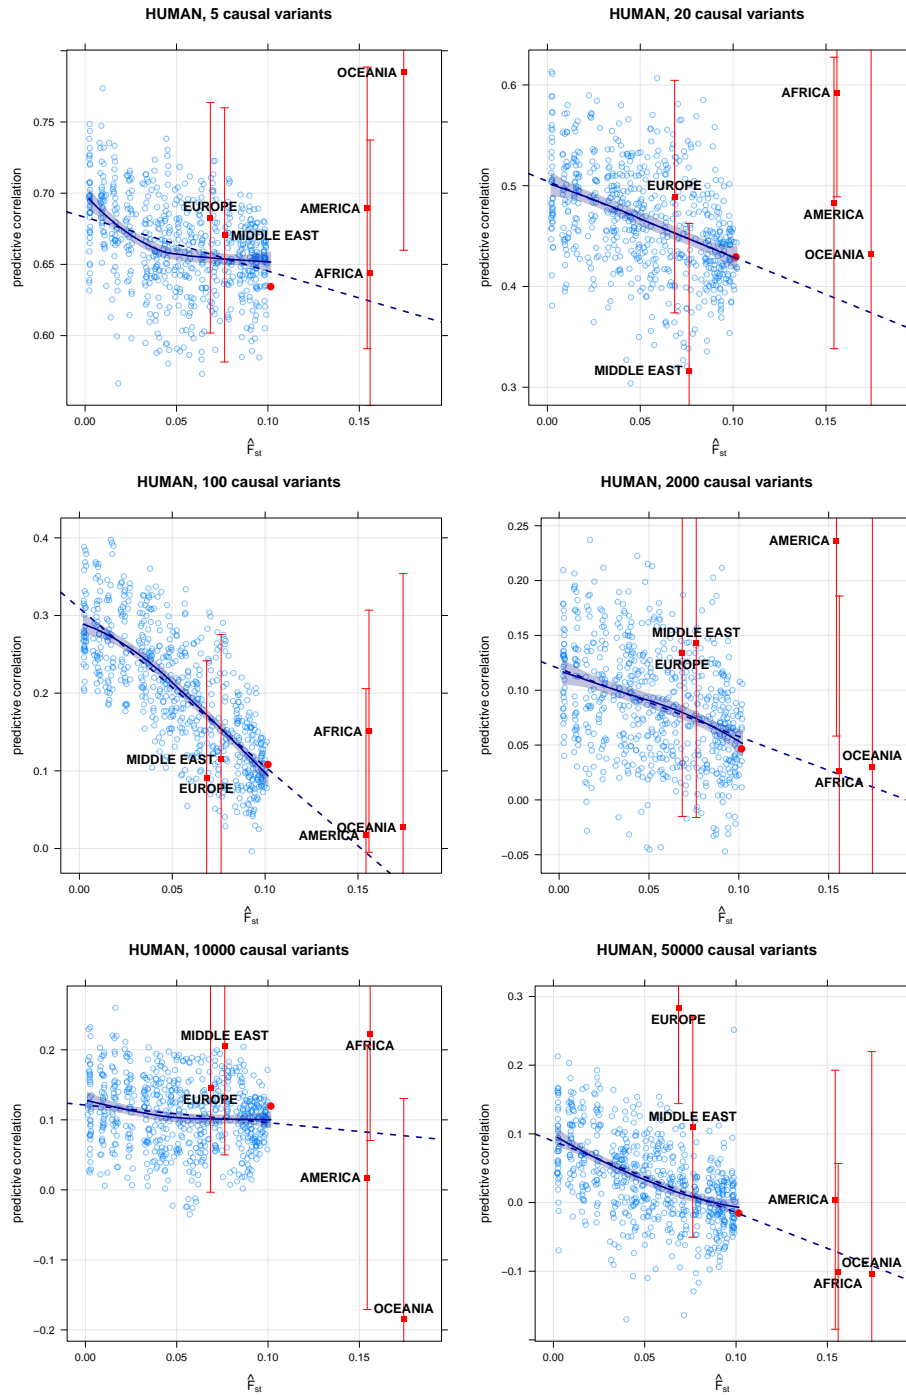 HUMAN, 5 causal variants
predictive correlation
0.75
0.70
0.65
0.60
OCEANIA
EUROPE
AMERICA
MIDDLE EAST
AFRICA
0.00 0.05 0.10 0.15
F̂st
HUMAN, 20 causal variants
predictive correlation
0.6
0.5
0.4
0.3
AFRICA
EUROPE
AMERICA
OCEANIA
MIDDLE EAST
0.00 0.05 0.10 0.15
F̂st
HUMAN, 100 causal variants
predictive correlation
0.4
0.3
0.2
0.1
0.0
AFRICA
MIDDLE EAST
EUROPE
OCEANIA
AMERICA
0.00 0.05 0.10 0.15
F̂st
HUMAN, 2000 causal variants
predictive correlation
0.25
0.20
0.15
0.10
0.05
0.00
−0.05
AMERICA
MIDDLE EAST
EUROPE
OCEANIA
AFRICA
0.00 0.05 0.10 0.15
F̂st
HUMAN, 10000 causal variants
predictive correlation
0.2
0.1
0.0
−0.1
−0.2
MIDDLE EAST
AFRICA
EUROPE
AMERICA
OCEANIA
0.00 0.05 0.10 0.15
F̂st
HUMAN, 50000 causal variants
predictive correlation
0.3
0.2
0.1
0.0
−0.1
EUROPE
MIDDLE EAST
AMERICA
OCEANIA
AFRICA
0.00 0.05 0.10 0.15
F̂st